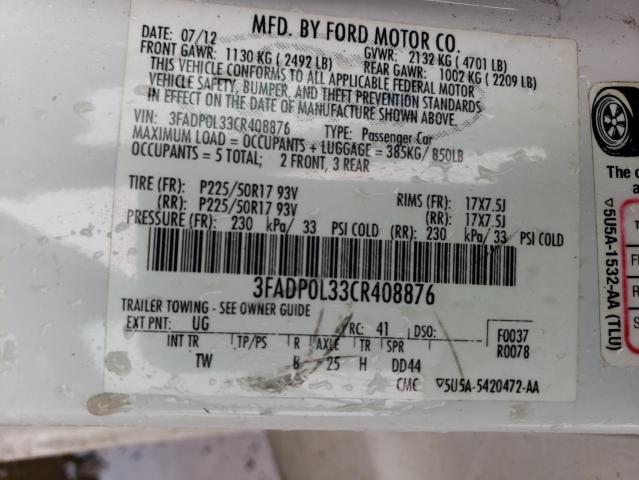 MFD. BY FORD MOTOR CO.
DATE: 07/12 GVWR: 2132 KG ( 4701 LB)
FRONT GAWR: 1130 KG ( 2492 LB) REAR GAWR: 1002 KG ( 2209 LB)
THIS VEHICLE CONFORMS TO ALL APPLICABLE FEDERAL MOTOR
VEHICLE SAFETY, BUMPER, AND THEFT PREVENTION STANDARDS
IN EFFECT ON THE DATE OF MANUFACTURE SHOWN ABOVE.
VIN: 3FADP0L33CR408876 TYPE: Passenger Car
MAXIMUM LOAD = OCCUPANTS + LUGGAGE = 385KG/ 850LB
OCCUPANTS = 5 TOTAL; 2 FRONT, 3 REAR
TIRE (FR): P225/50R17 93V RIMS (FR): 17X7.5J
(RR): P225/50R17 93V (RR): 17X7.5J
PRESSURE (FR): 230 kPa/ 33 PSI COLD (RR): 230 kPa/ 33 PSI COLD
3FADP0L33CR408876
TRAILER TOWING - SEE OWNER GUIDE
EXT PNT: UG RC: 41 DSO: F0037
INT TR TP/PS R AXLE TR SPR R0078
TW B 25 H DD44
CMC ▽5U5A-5420472-AA
The c
a
▽5U5A-1532-AA (TLU)
T
FI
R
S